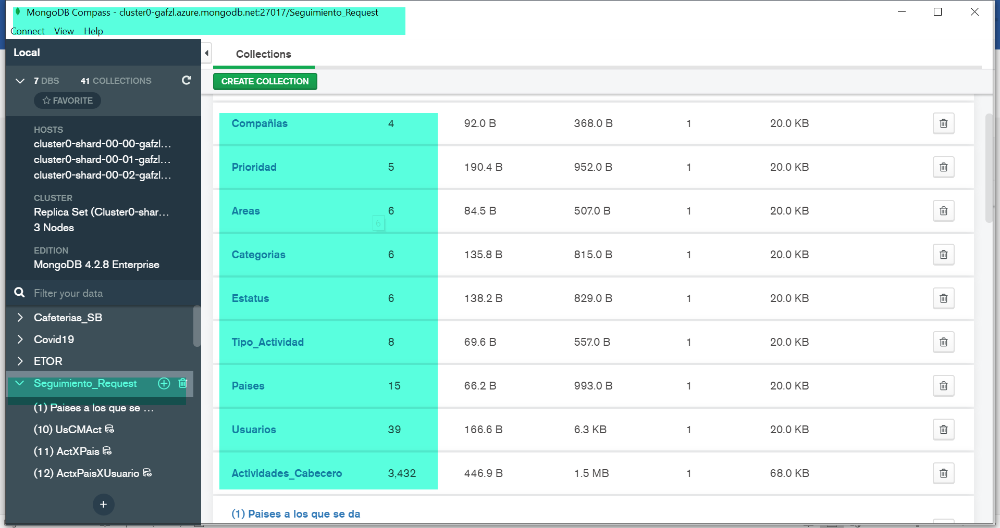 MongoDB Compass - cluster0-gafzl.azure.mongodb.net:27017/Seguimiento_Request
Connect View Help
Local
7 DBS 41 COLLECTIONS
FAVORITE
HOSTS
cluster0-shard-00-00-gafzl...
cluster0-shard-00-01-gafzl...
cluster0-shard-00-02-gafzl...
CLUSTER
Replica Set (Cluster0-shar...
3 Nodes
EDITION
MongoDB 4.2.8 Enterprise
Filter your data
Cafeterias_SB
Covid19
ETOR
Seguimiento_Request
(1) Paises a los que se ...
(10) UsCMAct
(11) ActXPais
(12) ActxPaisXUsuario
+
Collections
CREATE COLLECTION
Compañias 4 92.0 B 368.0 B 1 20.0 KB
Prioridad 5 190.4 B 952.0 B 1 20.0 KB
Areas 6 84.5 B 507.0 B 1 20.0 KB
6
Categorias 6 135.8 B 815.0 B 1 20.0 KB
Estatus 6 138.2 B 829.0 B 1 20.0 KB
Tipo_Actividad 8 69.6 B 557.0 B 1 20.0 KB
Paises 15 66.2 B 993.0 B 1 20.0 KB
Usuarios 39 166.6 B 6.3 KB 1 20.0 KB
Actividades_Cabecero 3,432 446.9 B 1.5 MB 1 68.0 KB
(1) Paises a los que se da